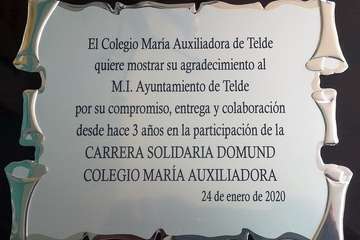 El Colegio María Auxiliadora de Telde
quiere mostrar su agradecimiento al
M.I. Ayuntamiento de Telde
por su compromiso, entrega y colaboración
desde hace 3 años en la participación de la
CARRERA SOLIDARIA DOMUND
COLEGIO MARÍA AUXILIADORA
24 de enero de 2020